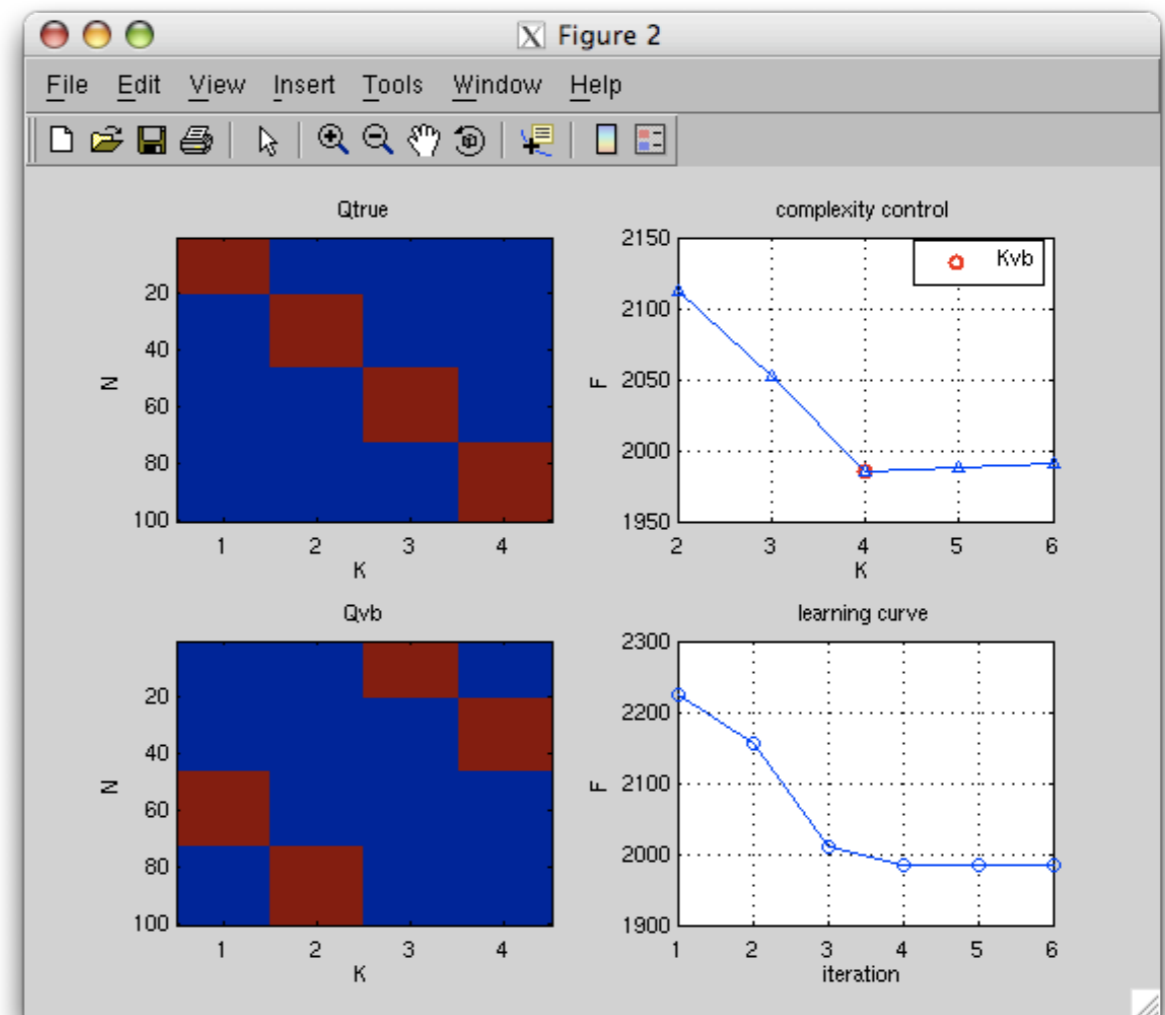 X Figure 2
File Edit View Insert Tools Window Help
Qtrue
20
40
60
80
100
N
1 2 3 4
K
complexity control
2150
2100
2050
2000
1950
F
Kvb
2 3 4 5 6
K
Qvb
20
40
60
80
100
N
1 2 3 4
K
learning curve
2300
2200
2100
2000
1900
F
1 2 3 4 5 6
iteration